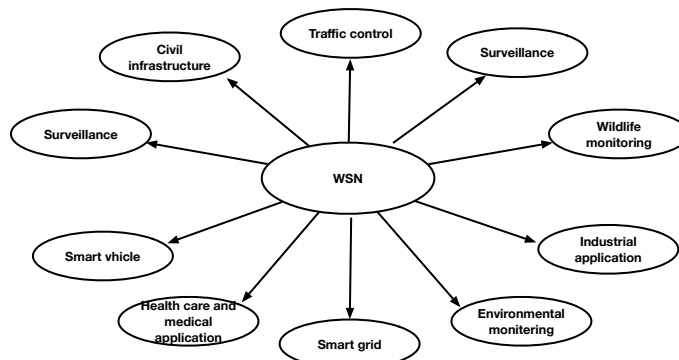 Traffic control
Civil
infrastructure
Surveillance
Surveillance
Wildlife
monitoring
WSN
Smart vhicle
Industrial
application
Health care and
medical
application
Smart grid
Environmental
monitering